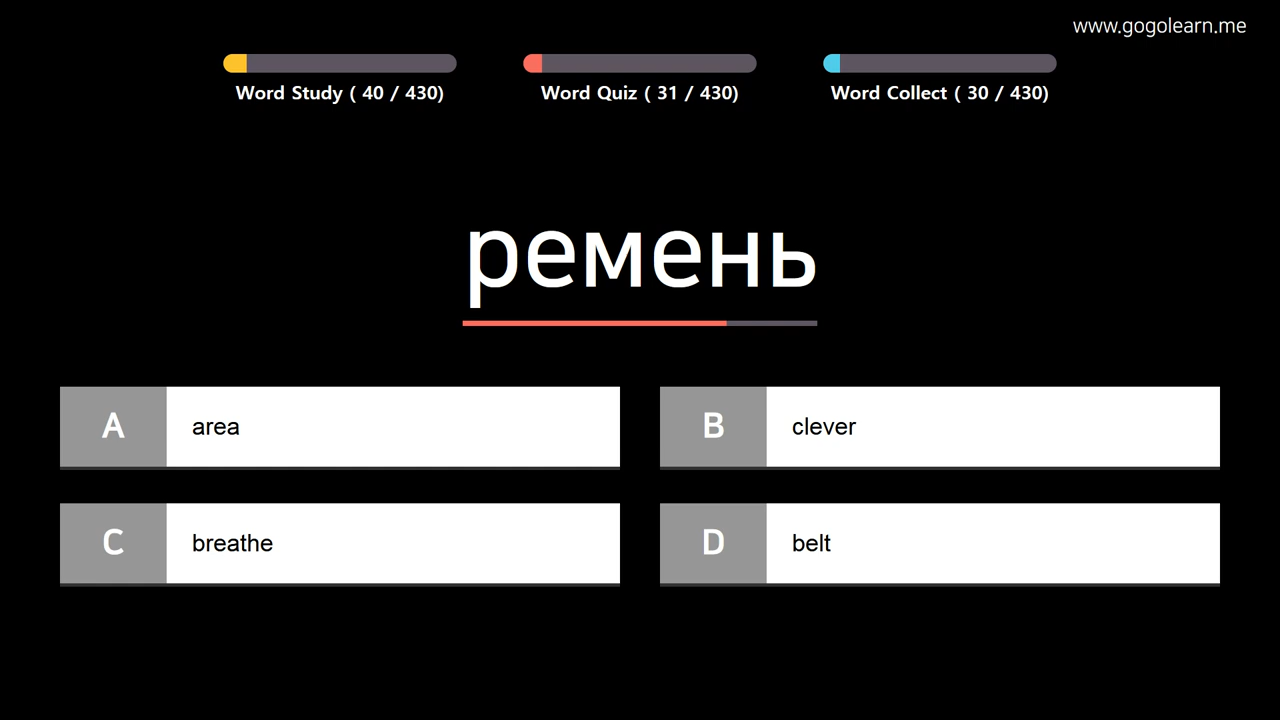 www.gogolearn.me
Word Study ( 40 / 430)
Word Quiz ( 31 / 430)
Word Collect ( 30 / 430)
ремень
A area
B clever
C breathe
D belt